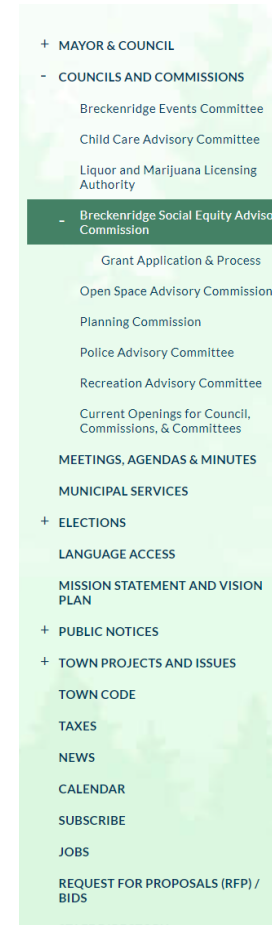 + MAYOR & COUNCIL
- COUNCILS AND COMMISSIONS
Breckenridge Events Committee
Child Care Advisory Committee
Liquor and Marijuana Licensing
Authority
- Breckenridge Social Equity Adviso
Commission
Grant Application & Process
Open Space Advisory Commission
Planning Commission
Police Advisory Committee
Recreation Advisory Committee
Current Openings for Council,
Commissions, & Committees
MEETINGS, AGENDAS & MINUTES
MUNICIPAL SERVICES
+ ELECTIONS
LANGUAGE ACCESS
MISSION STATEMENT AND VISION
PLAN
+ PUBLIC NOTICES
+ TOWN PROJECTS AND ISSUES
TOWN CODE
TAXES
NEWS
CALENDAR
SUBSCRIBE
JOBS
REQUEST FOR PROPOSALS (RFP) /
BIDS